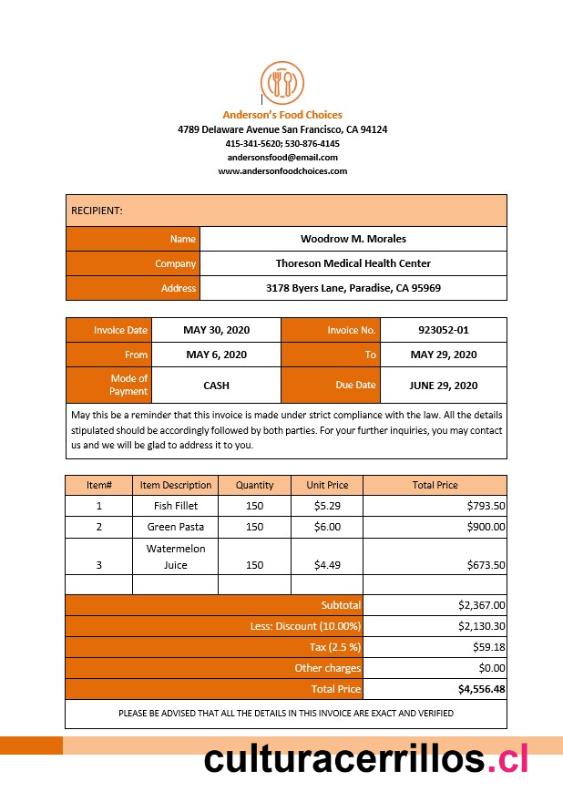 Anderson's Food Choices
4789 Delaware Avenue San Francisco, CA 94124
415-341-5620; 530-876-4145
andersonsfood@email.com
www.andersonfoodchoices.com
RECIPIENT:
Name Woodrow M. Morales
Company Thoreson Medical Health Center
Address 3178 Byers Lane, Paradise, CA 95969
Invoice Date MAY 30, 2020 Invoice No. 923052-01
From MAY 6, 2020 To MAY 29, 2020
Mode of
Payment CASH Due Date JUNE 29, 2020
May this be a reminder that this invoice is made under strict compliance with the law. All the details
stipulated should be accordingly followed by both parties. For your further inquiries, you may contact
us and we will be glad to address it to you.
Item# Item Description Quantity Unit Price Total Price
1 Fish Fillet 150 $5.29 $793.50
2 Green Pasta 150 $6.00 $900.00
Watermelon
3 Juice 150 $4.49 $673.50
Subtotal $2,367.00
Less: Discount (10.00%) $2,130.30
Tax (2.5 %) $59.18
Other charges $0.00
Total Price $4,556.48
PLEASE BE ADVISED THAT ALL THE DETAILS IN THIS INVOICE ARE EXACT AND VERIFIED
culturacerrillos.cl